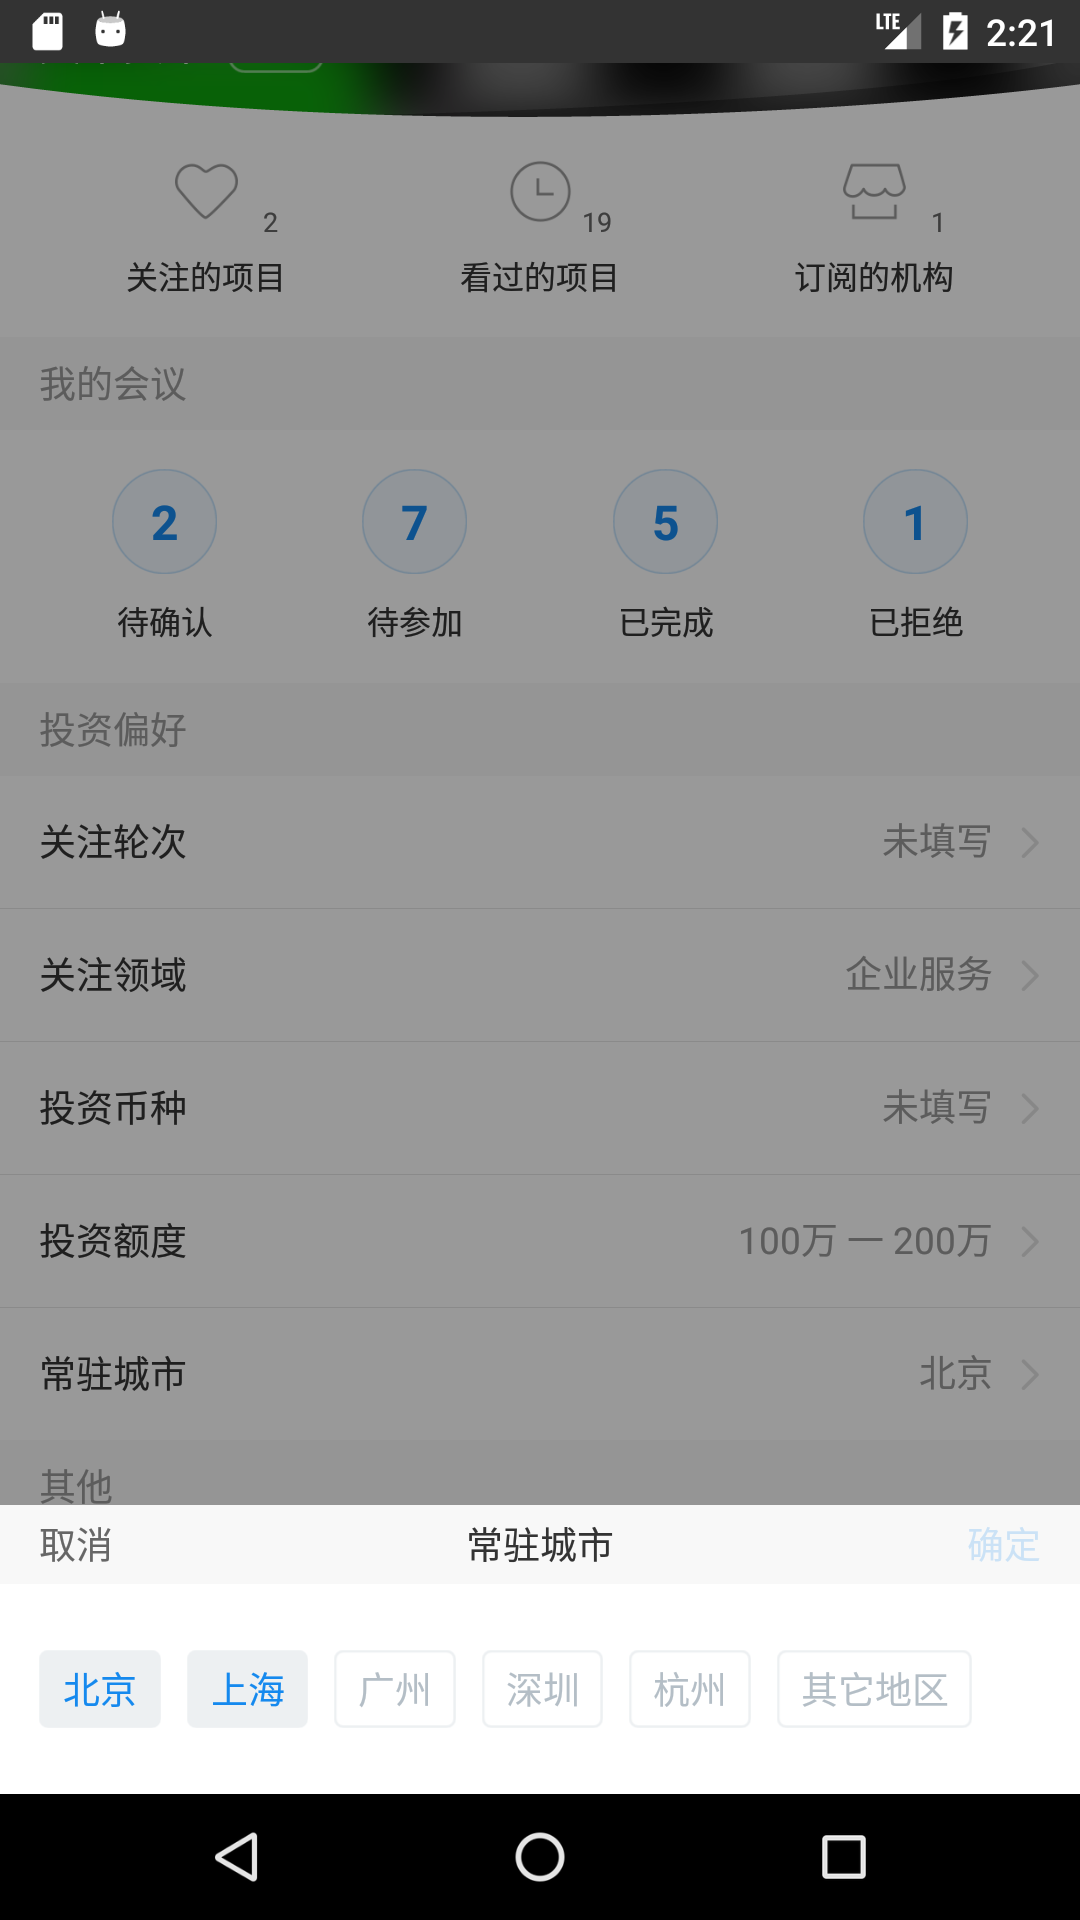 LTE 2:21
2 19 1
关注的项目 看过的项目 订阅的机构
我的会议
2 7 5 1
待确认 待参加 已完成 已拒绝
投资偏好
关注轮次 未填写
关注领域 企业服务
投资币种 未填写
投资额度 100万 一 200万
常驻城市 北京
其他
取消 常驻城市 确定
北京 上海 广州 深圳 杭州 其它地区